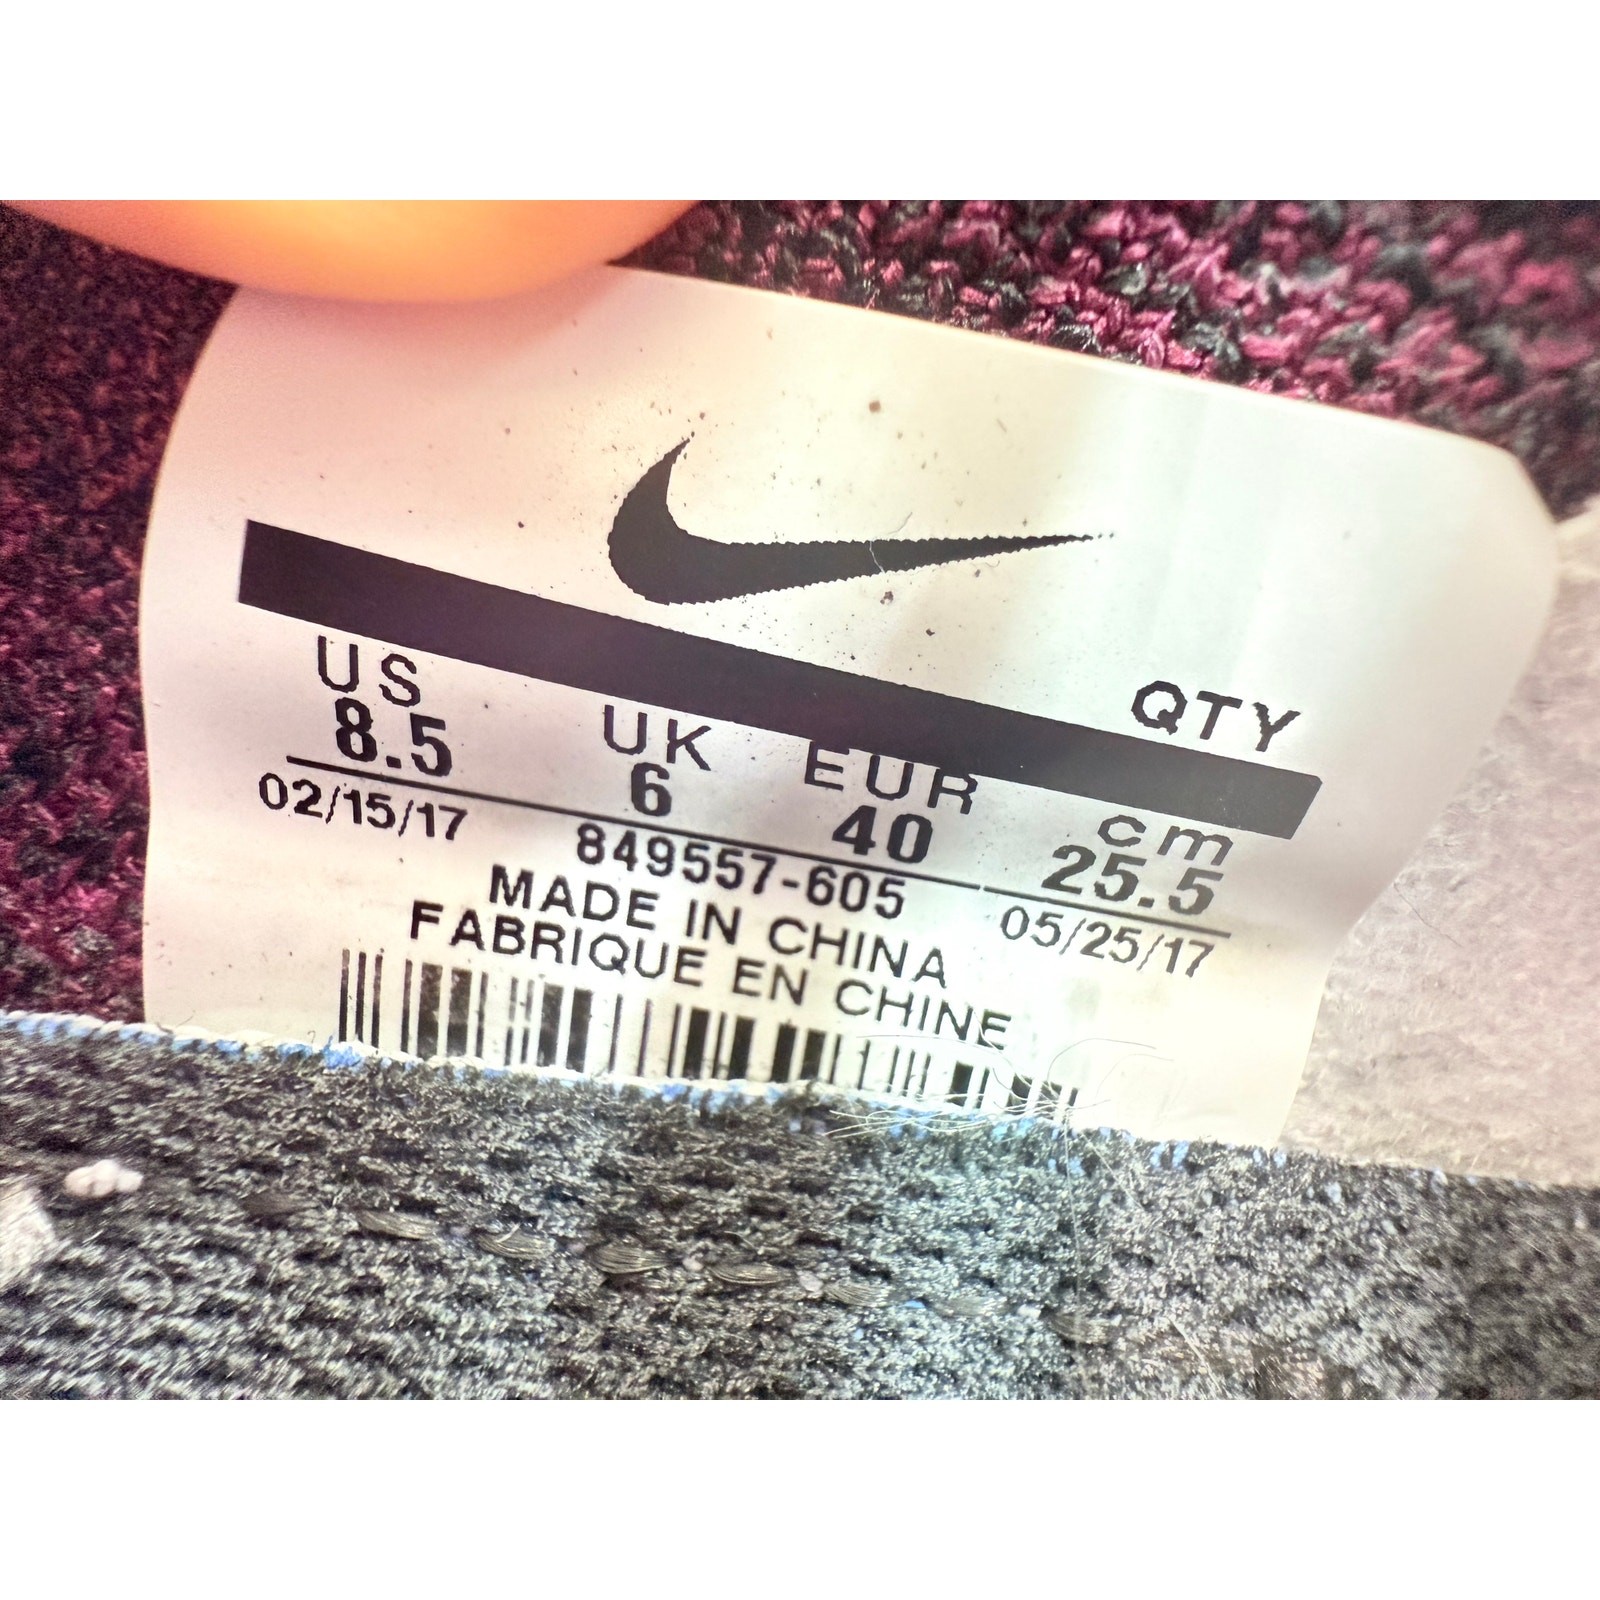 QTY
US UK EUR cm
8.5 6 40 25.5
02/15/17 849557-605 05/25/17
MADE IN CHINA
FABRIQUE EN CHINE